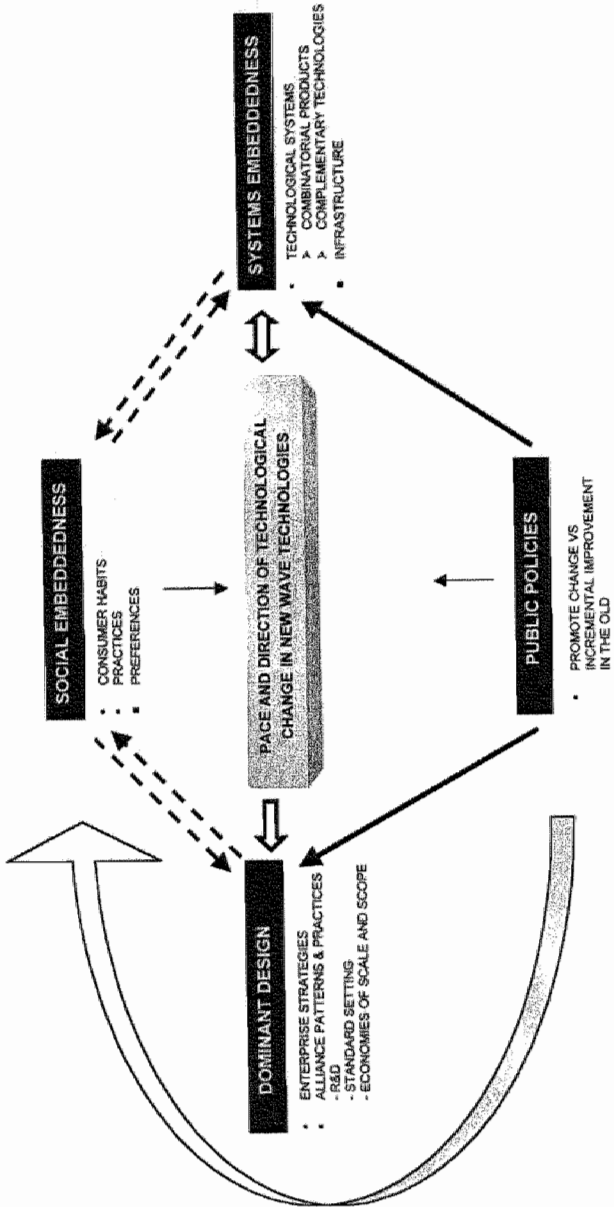 SOCIAL EMBEDDEDNESS
▪ CONSUMER HABITS
▪ PRACTICES
▪ PREFERENCES
DOMINANT DESIGN
▪ ENTERPRISE STRATEGIES
▪ ALLIANCE PATTERNS & PRACTICES
- R&D
- STANDARD SETTING
- ECONOMIES OF SCALE AND SCOPE
PACE AND DIRECTION OF TECHNOLOGICAL
CHANGE IN NEW WAVE TECHNOLOGIES
SYSTEMS EMBEDDEDNESS
▪ TECHNOLOGICAL SYSTEMS
➢ COMBINATORIAL PRODUCTS
➢ COMPLEMENTARY TECHNOLOGIES
▪ INFRASTRUCTURE
PUBLIC POLICIES
▪ PROMOTE CHANGE VS
INCREMENTAL IMPROVEMENT
IN THE OLD